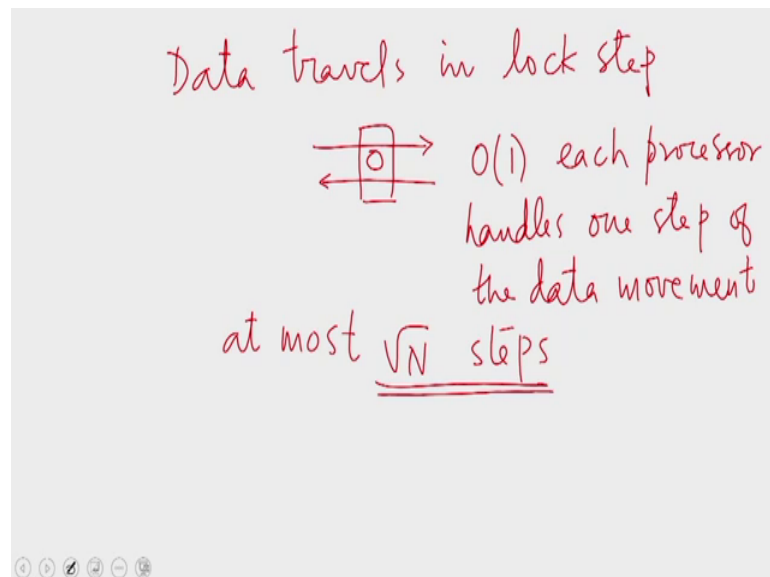 Data travels in lock step
O
O(1) each processor
handles one step of
the data movement
at most √N steps